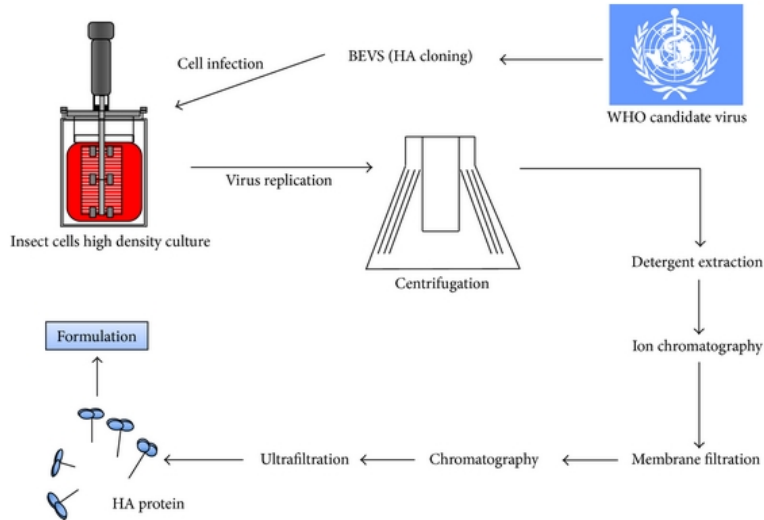 WHO candidate virus
BEVS (HA cloning)
Cell infection
Insect cells high density culture
Virus replication
Centrifugation
Detergent extraction
Ion chromatography
Membrane filtration
Chromatography
Ultrafiltration
HA protein
Formulation